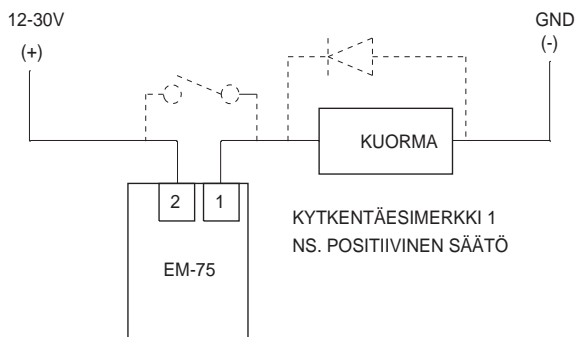 12-30V
(+)
GND
(-)
KUORMA
2
1
KYTKENTÄESIMERKKI 1
NS. POSITIIVINEN SÄÄTÖ
EM-75